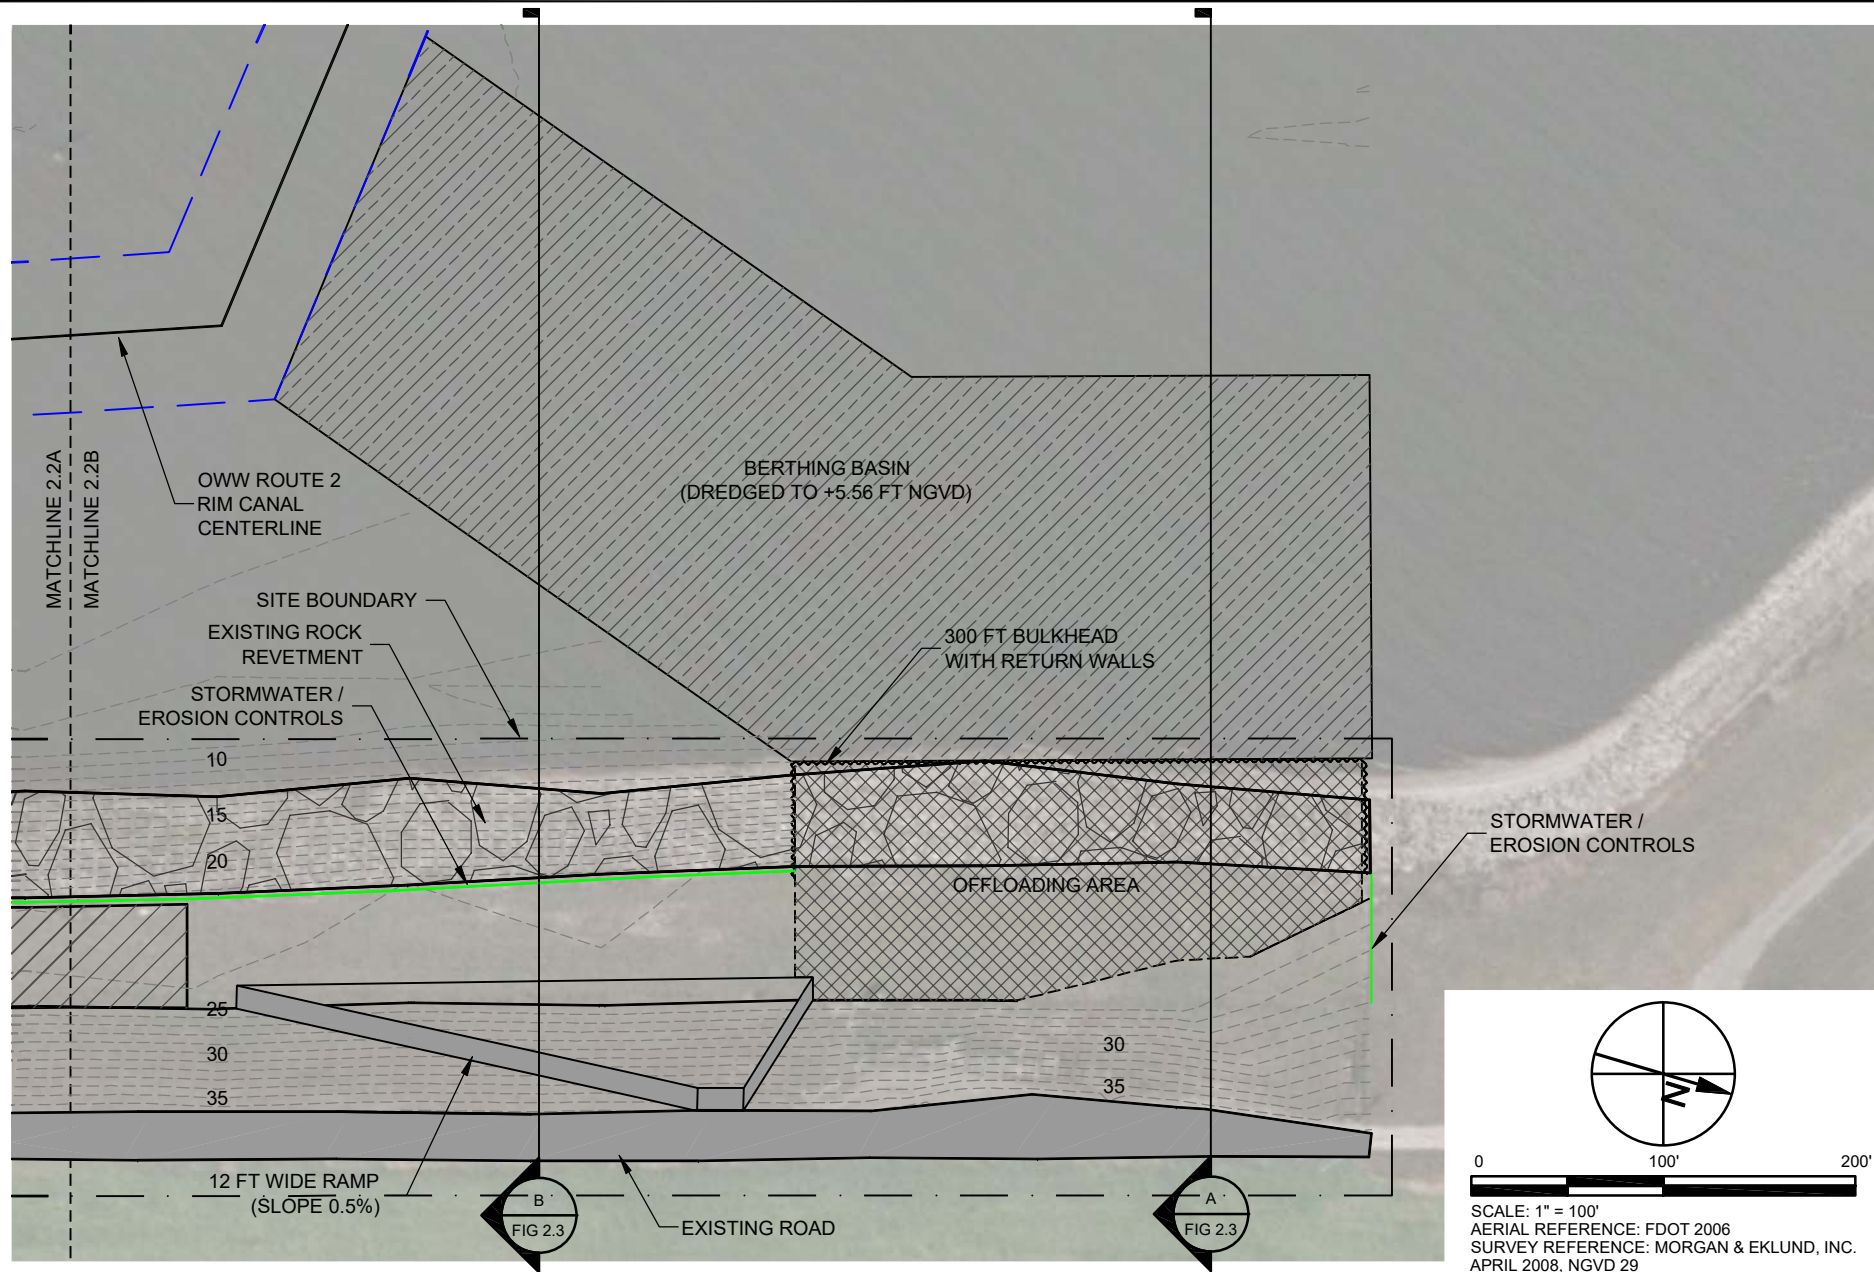 MATCHLINE 2.2A
MATCHLINE 2.2B
OWW ROUTE 2
RIM CANAL
CENTERLINE
BERTHING BASIN
(DREDGED TO +5.56 FT NGVD)
SITE BOUNDARY
EXISTING ROCK
REVETMENT
STORMWATER /
EROSION CONTROLS
300 FT BULKHEAD
WITH RETURN WALLS
10
15
20
25
30
35
OFFLOADING AREA
STORMWATER /
EROSION CONTROLS
30
35
12 FT WIDE RAMP
(SLOPE 0.5%)
EXISTING ROAD
B
FIG 2.3
A
FIG 2.3
N
0 100' 200'
SCALE: 1" = 100'
AERIAL REFERENCE: FDOT 2006
SURVEY REFERENCE: MORGAN & EKLUND, INC.
APRIL 2008, NGVD 29